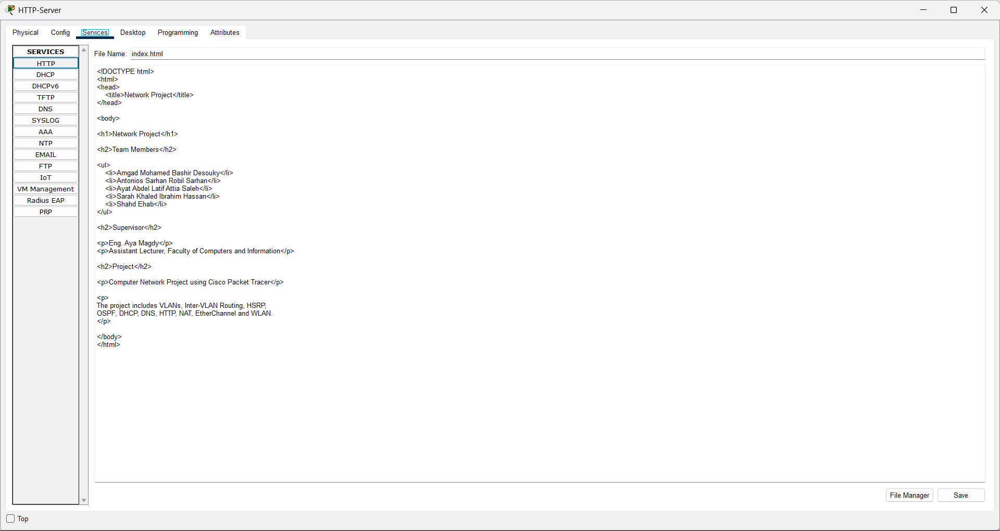 HTTP-Server
Physical Config Services Desktop Programming Attributes
SERVICES
HTTP
DHCP
DHCPv6
TFTP
DNS
SYSLOG
AAA
NTP
EMAIL
FTP
IoT
VM Management
Radius EAP
PRP
File Name: index.html
<!DOCTYPE html>
<html>
<head>
    <title>Network Project</title>
</head>
<body>
<h1>Network Project</h1>
<h2>Team Members</h2>
<ul>
    <li>Amgad Mohamed Bashir Desouky</li>
    <li>Antonios Sarhan Robil Sarhan</li>
    <li>Ayat Abdel Latif Attia Saleh</li>
    <li>Sarah Khaled Ibrahim Hassan</li>
    <li>Shahd Ehab</li>
</ul>
<h2>Supervisor</h2>
<p>Eng. Aya Magdy</p>
<p>Assistant Lecturer, Faculty of Computers and Information</p>
<h2>Project</h2>
<p>Computer Network Project using Cisco Packet Tracer</p>
<p>
The project includes VLANs, Inter-VLAN Routing, HSRP,
OSPF, DHCP, DNS, HTTP, NAT, EtherChannel and WLAN.
</p>
</body>
</html>
File Manager Save
Top